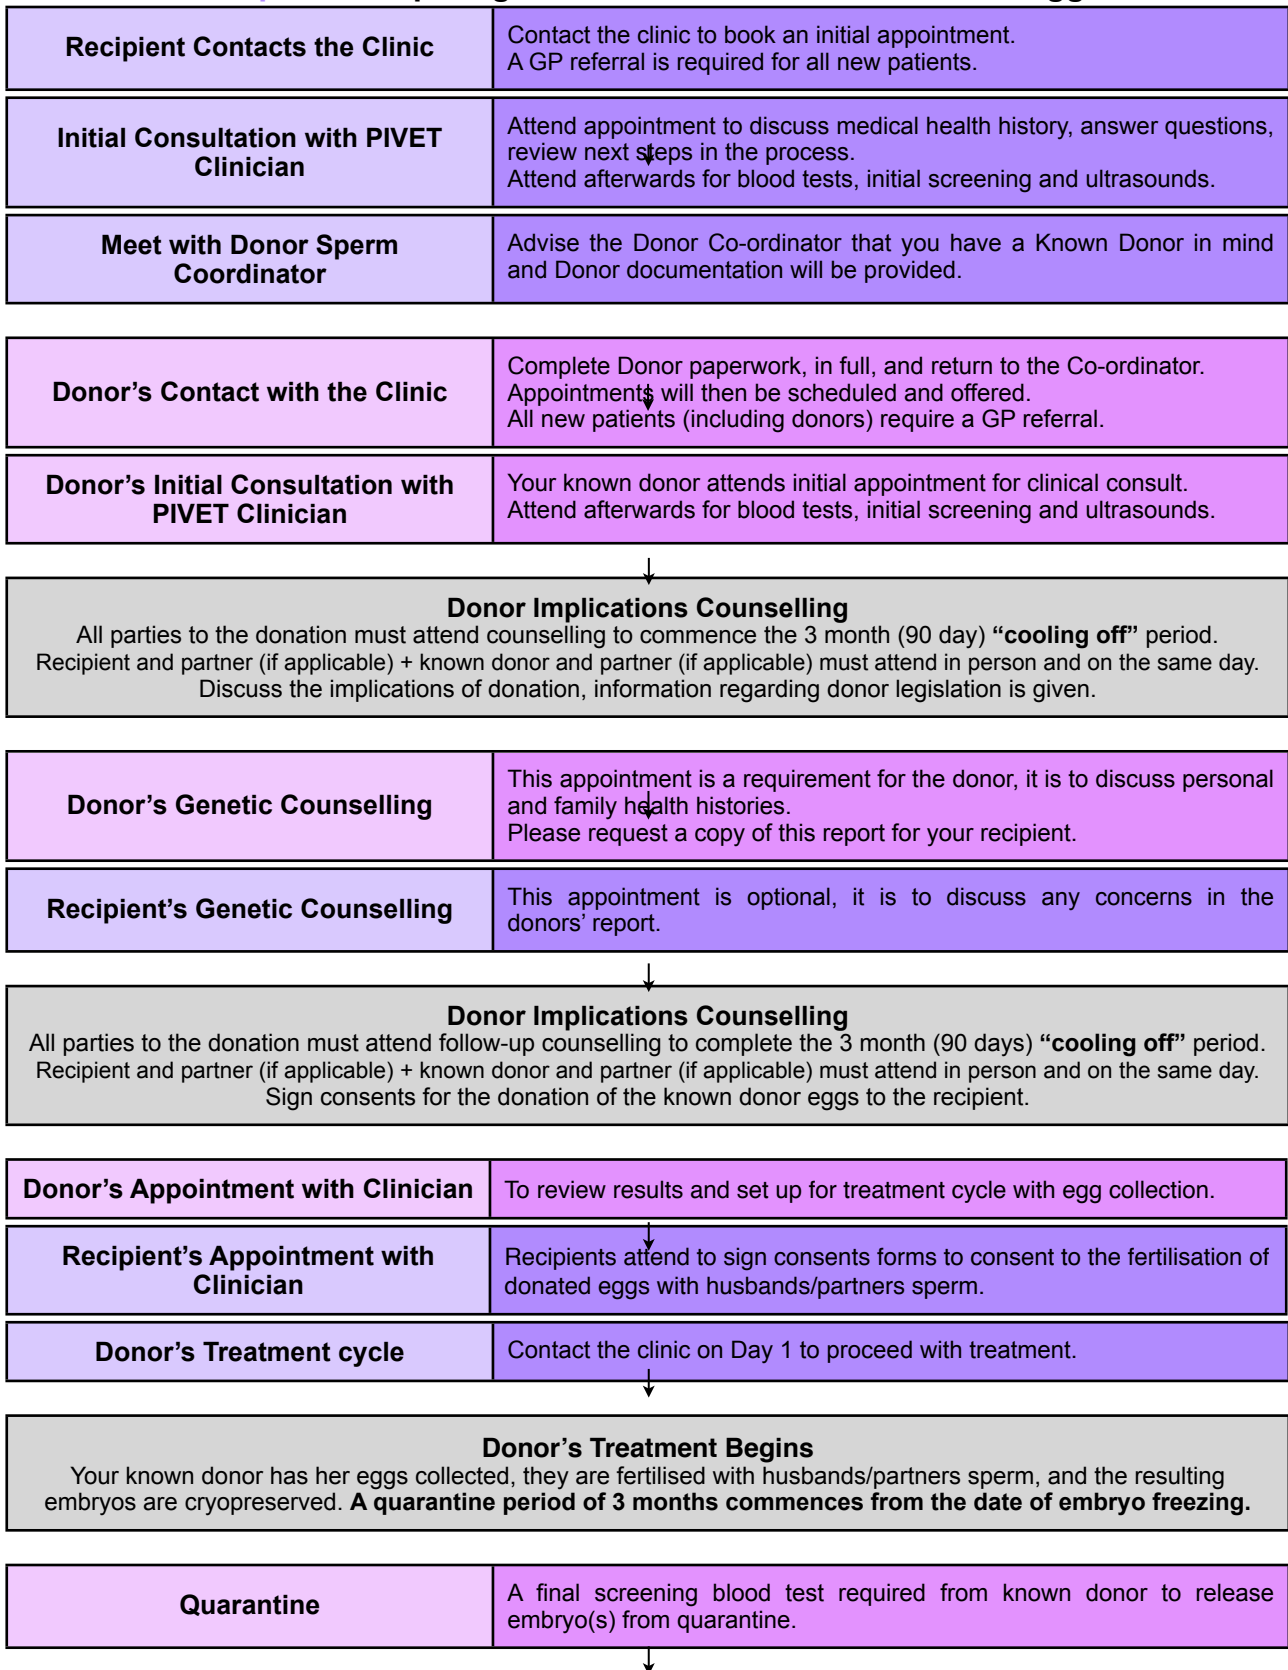 Recipient Contacts the Clinic
Contact the clinic to book an initial appointment.
A GP referral is required for all new patients.
Initial Consultation with PIVET
Clinician
Attend appointment to discuss medical health history, answer questions,
review next steps in the process.
Attend afterwards for blood tests, initial screening and ultrasounds.
Meet with Donor Sperm
Coordinator
Advise the Donor Co-ordinator that you have a Known Donor in mind
and Donor documentation will be provided.
Donor's Contact with the Clinic
Complete Donor paperwork, in full, and return to the Co-ordinator.
Appointments will then be scheduled and offered.
All new patients (including donors) require a GP referral.
Donor's Initial Consultation with
PIVET Clinician
Your known donor attends initial appointment for clinical consult.
Attend afterwards for blood tests, initial screening and ultrasounds.
Donor Implications Counselling
All parties to the donation must attend counselling to commence the 3 month (90 day) “cooling off” period.
Recipient and partner (if applicable) + known donor and partner (if applicable) must attend in person and on the same day.
Discuss the implications of donation, information regarding donor legislation is given.
Donor's Genetic Counselling
This appointment is a requirement for the donor, it is to discuss personal
and family health histories.
Please request a copy of this report for your recipient.
Recipient's Genetic Counselling
This appointment is optional, it is to discuss any concerns in the
donors' report.
Donor Implications Counselling
All parties to the donation must attend follow-up counselling to complete the 3 month (90 days) “cooling off” period.
Recipient and partner (if applicable) + known donor and partner (if applicable) must attend in person and on the same day.
Sign consents for the donation of the known donor eggs to the recipient.
Donor's Appointment with Clinician
To review results and set up for treatment cycle with egg collection.
Recipient's Appointment with
Clinician
Recipients attend to sign consents forms to consent to the fertilisation of
donated eggs with husbands/partners sperm.
Donor's Treatment cycle
Contact the clinic on Day 1 to proceed with treatment.
Donor's Treatment Begins
Your known donor has her eggs collected, they are fertilised with husbands/partners sperm, and the resulting
embryos are cryopreserved. A quarantine period of 3 months commences from the date of embryo freezing.
Quarantine
A final screening blood test required from known donor to release
embryo(s) from quarantine.